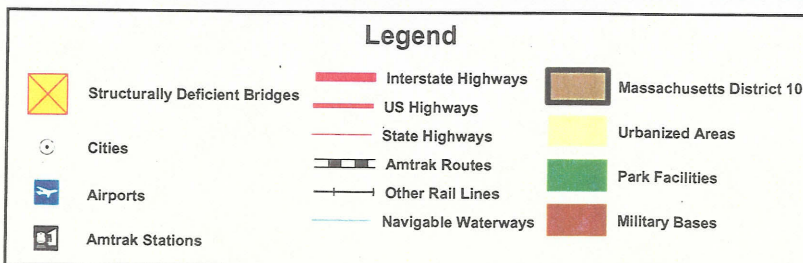 Legend
Structurally Deficient Bridges
Cities
Airports
Amtrak Stations
Interstate Highways
US Highways
State Highways
Amtrak Routes
Other Rail Lines
Navigable Waterways
Massachusetts District 10
Urbanized Areas
Park Facilities
Military Bases